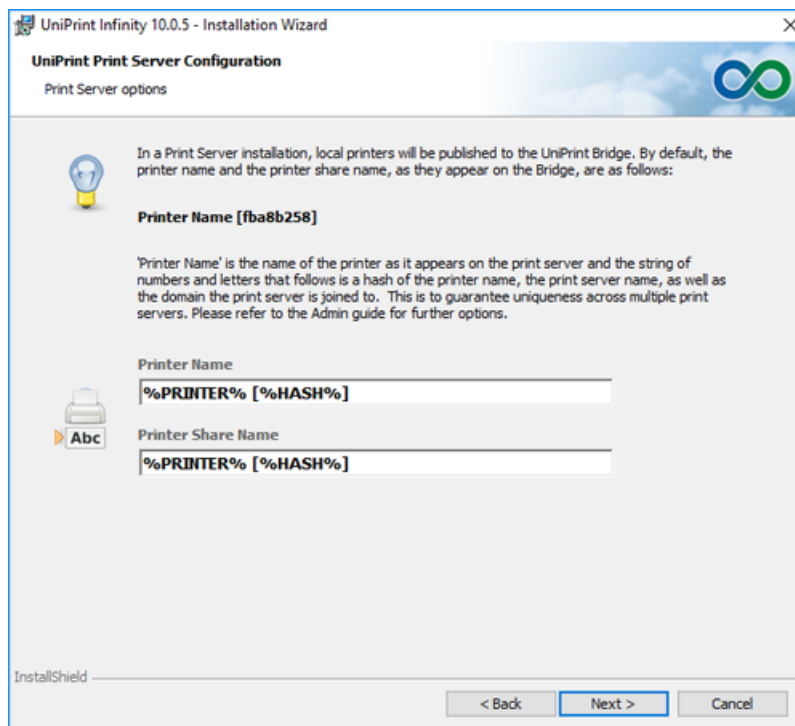 UniPrint Infinity 10.0.5 - Installation Wizard
UniPrint Print Server Configuration
Print Server options
In a Print Server installation, local printers will be published to the UniPrint Bridge. By default, the
printer name and the printer share name, as they appear on the Bridge, are as follows:
Printer Name [fba8b258]
'Printer Name' is the name of the printer as it appears on the print server and the string of
numbers and letters that follows is a hash of the printer name, the print server name, as well as
the domain the print server is joined to.  This is to guarantee uniqueness across multiple print
servers. Please refer to the Admin guide for further options.
Printer Name
%PRINTER% [%HASH%]
Abc
Printer Share Name
%PRINTER% [%HASH%]
InstallShield
< Back
Next >
Cancel